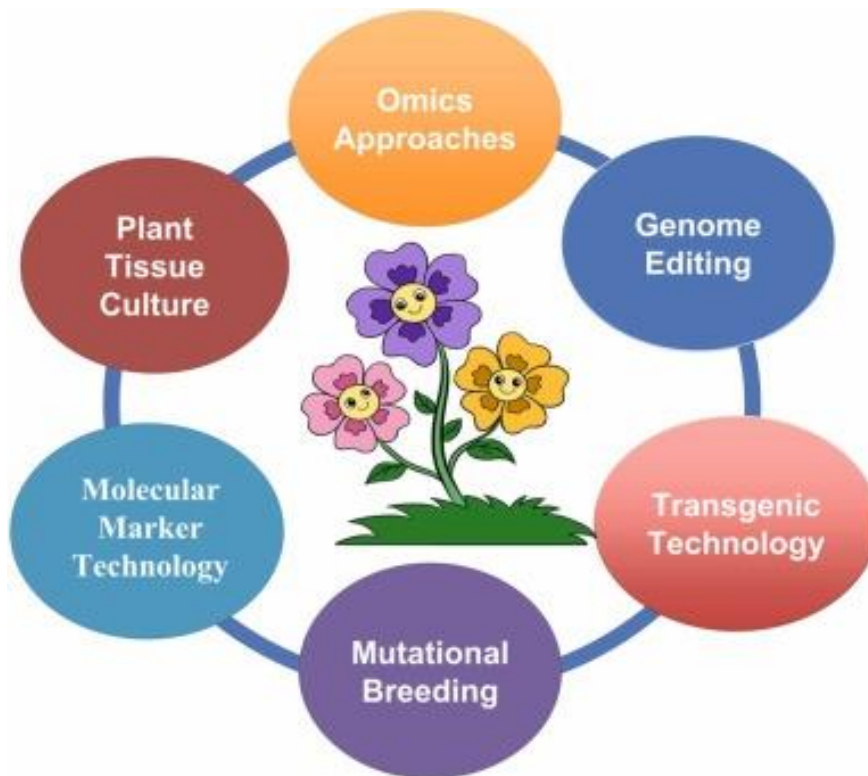 Omics
Approaches
Genome
Editing
Transgenic
Technology
Mutational
Breeding
Molecular
Marker
Technology
Plant
Tissue
Culture